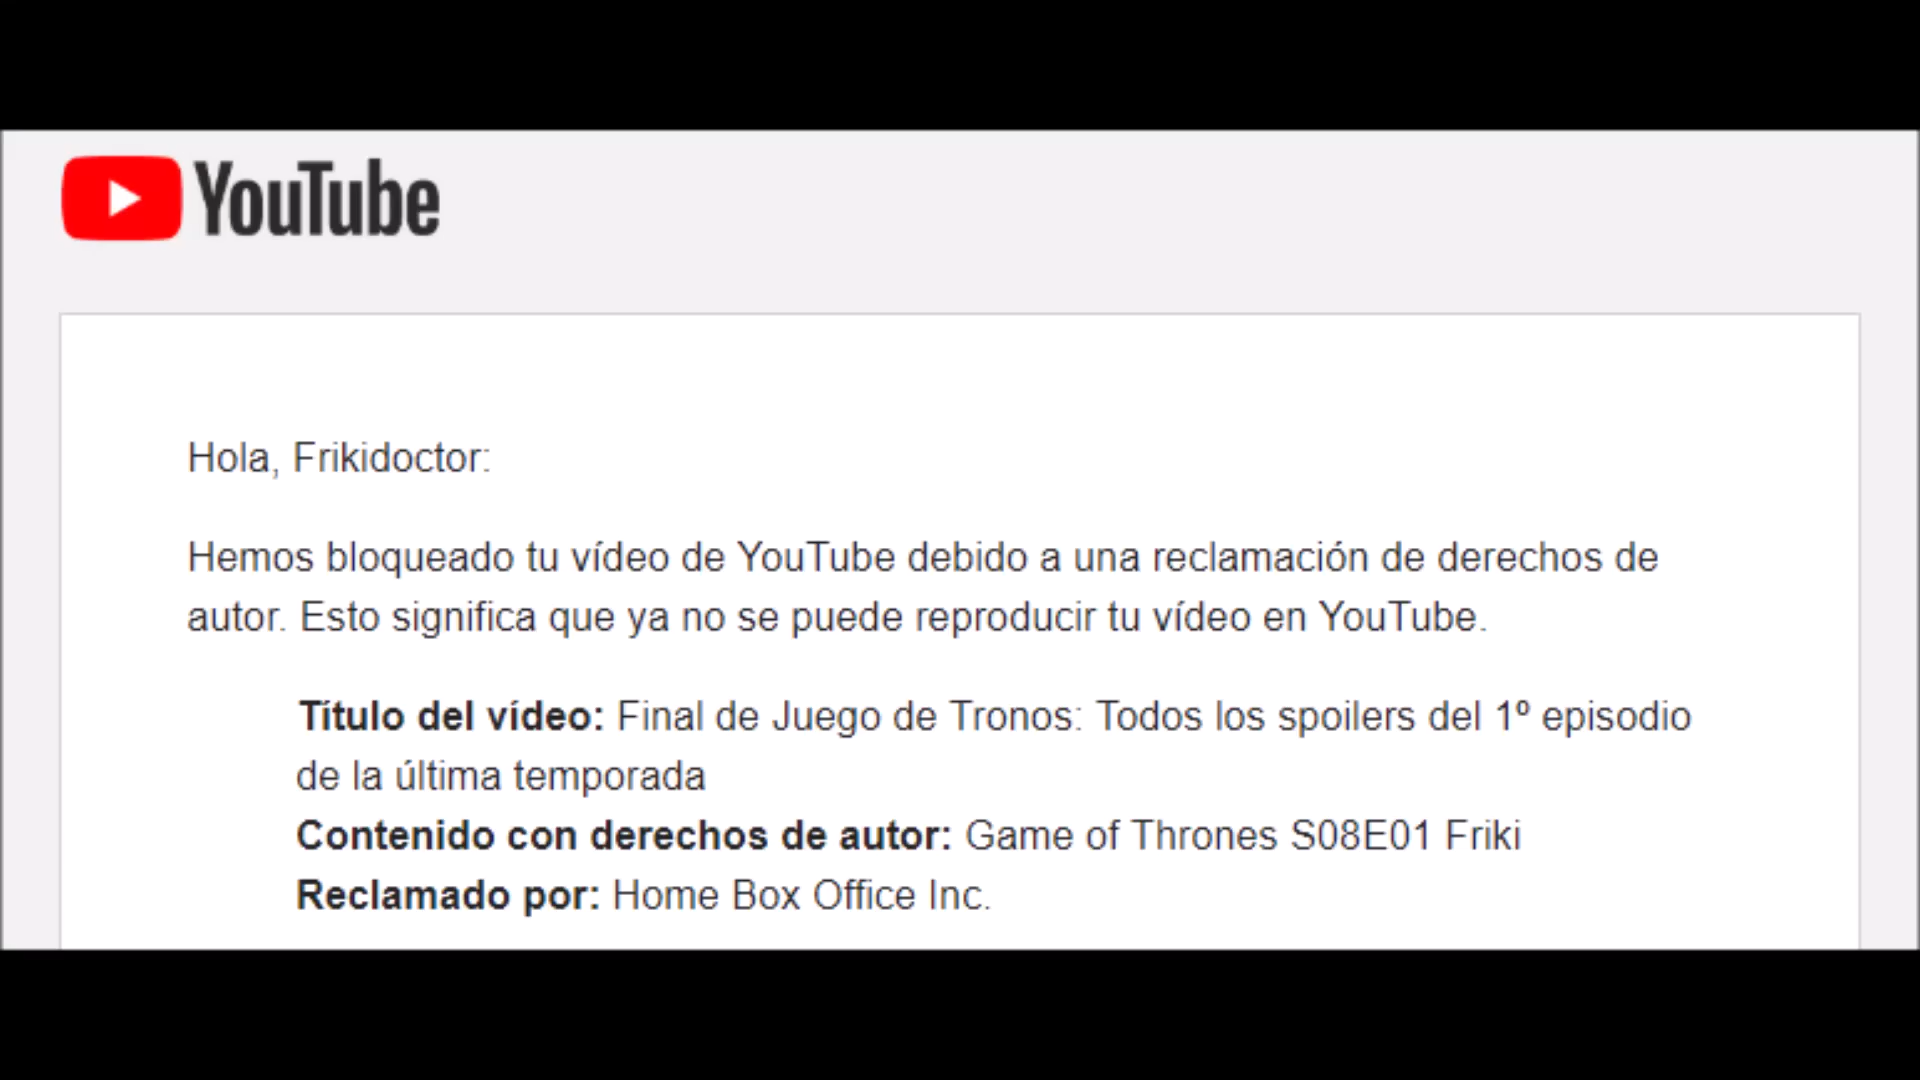 YouTube
Hola, Frikidoctor:
Hemos bloqueado tu vídeo de YouTube debido a una reclamación de derechos de
autor. Esto significa que ya no se puede reproducir tu vídeo en YouTube.
Título del vídeo: Final de Juego de Tronos: Todos los spoilers del 1º episodio
de la última temporada
Contenido con derechos de autor: Game of Thrones S08E01 Friki
Reclamado por: Home Box Office Inc.